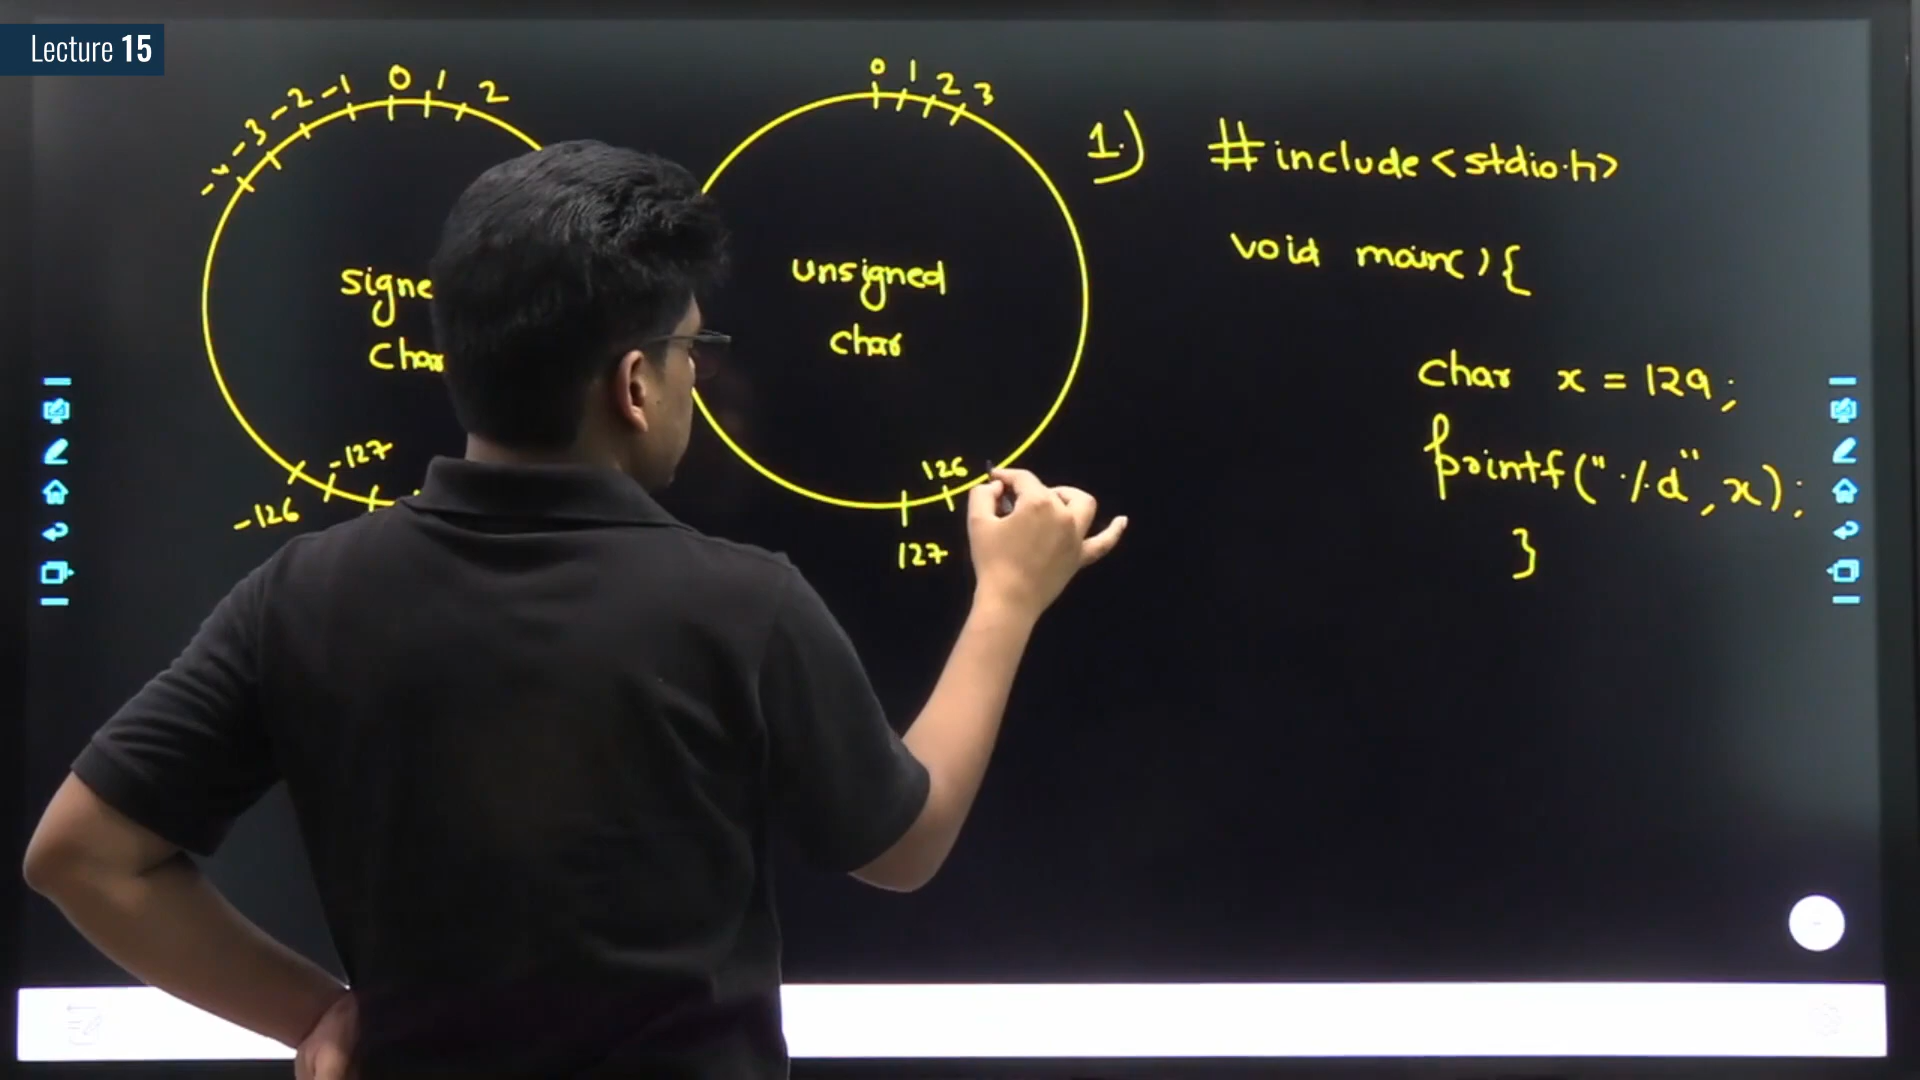 Lecture 15
-4 -3 -2 -1 0 1 2
-127
-126
0 1 2 3
unsigned
char
126
127
Char
1.) #include<stdio.h>
void main(){
char x = 129;
printf("%d",x);
}